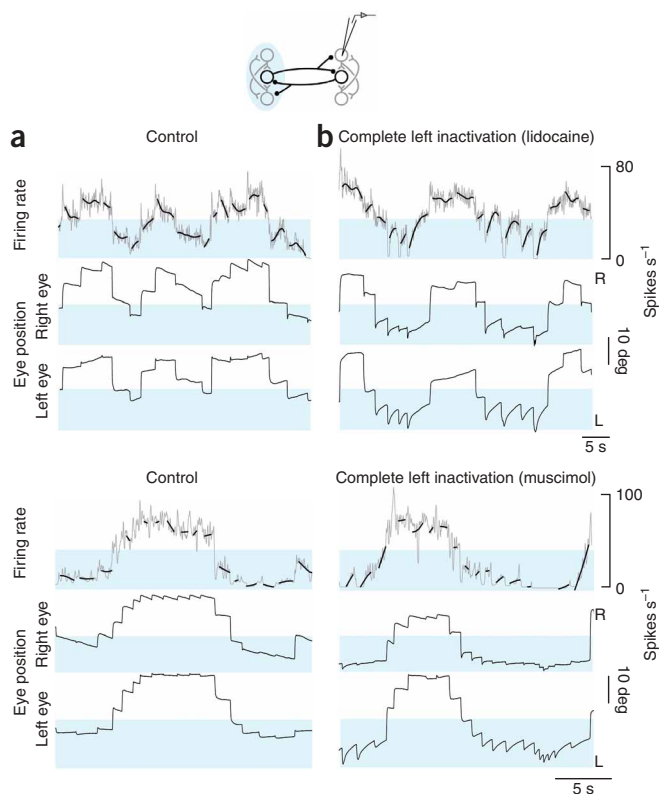 a
Control
b
Complete left inactivation (lidocaine)
Firing rate
80
0
Spikes s⁻¹
Eye position
Right eye
Left eye
R
L
10 deg
5 s
Control
Complete left inactivation (muscimol)
Firing rate
100
0
Spikes s⁻¹
Eye position
Right eye
Left eye
R
L
10 deg
5 s